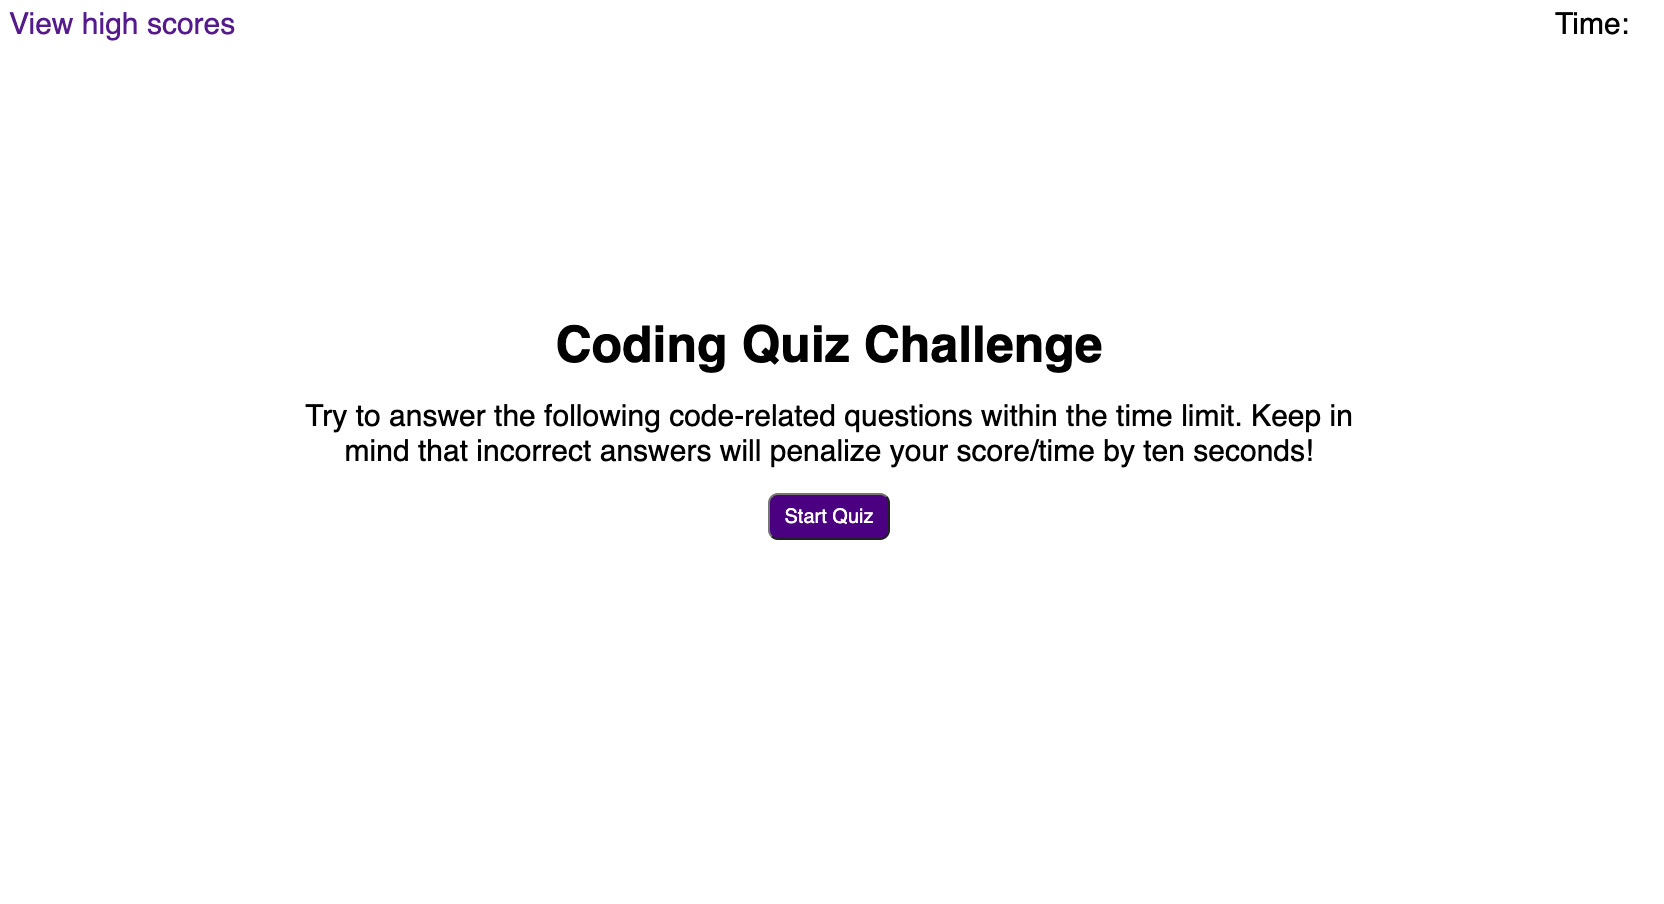 View high scores
Time:
Coding Quiz Challenge
Try to answer the following code-related questions within the time limit. Keep in
mind that incorrect answers will penalize your score/time by ten seconds!
Start Quiz